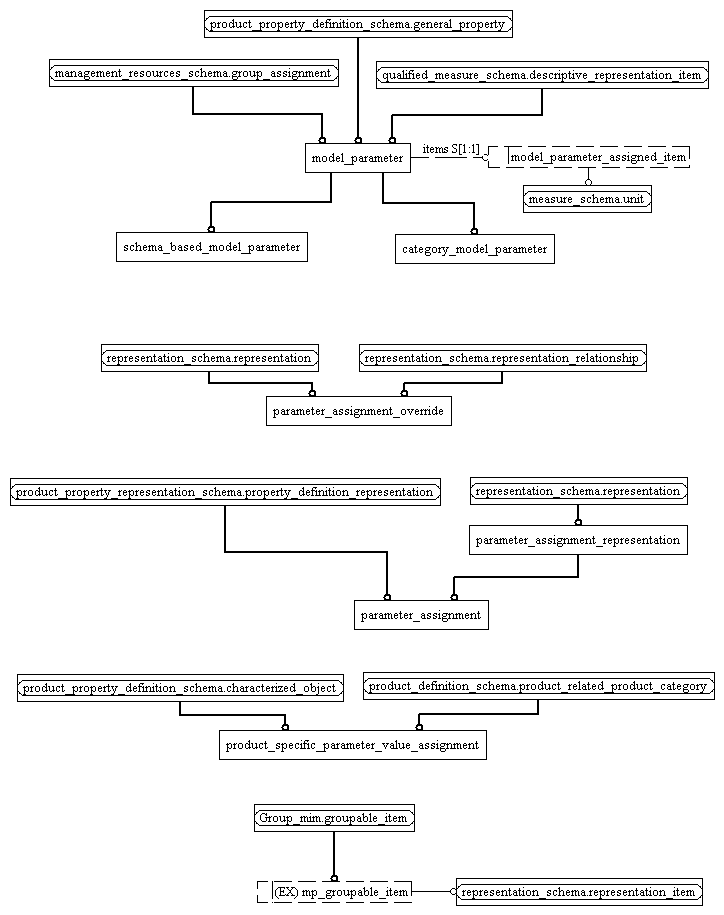 product_property_definition_schema.general_property
management_resources_schema.group_assignment
qualified_measure_schema.descriptive_representation_item
model_parameter
items S[1:1]
model_parameter_assigned_item
measure_schema.unit
schema_based_model_parameter
category_model_parameter
representation_schema.representation
representation_schema.representation_relationship
parameter_assignment_override
product_property_representation_schema.property_definition_representation
representation_schema.representation
parameter_assignment_representation
parameter_assignment
product_property_definition_schema.characterized_object
product_definition_schema.product_related_product_category
product_specific_parameter_value_assignment
Group_mim.groupable_item
(EX) mp_groupable_item
representation_schema.representation_item